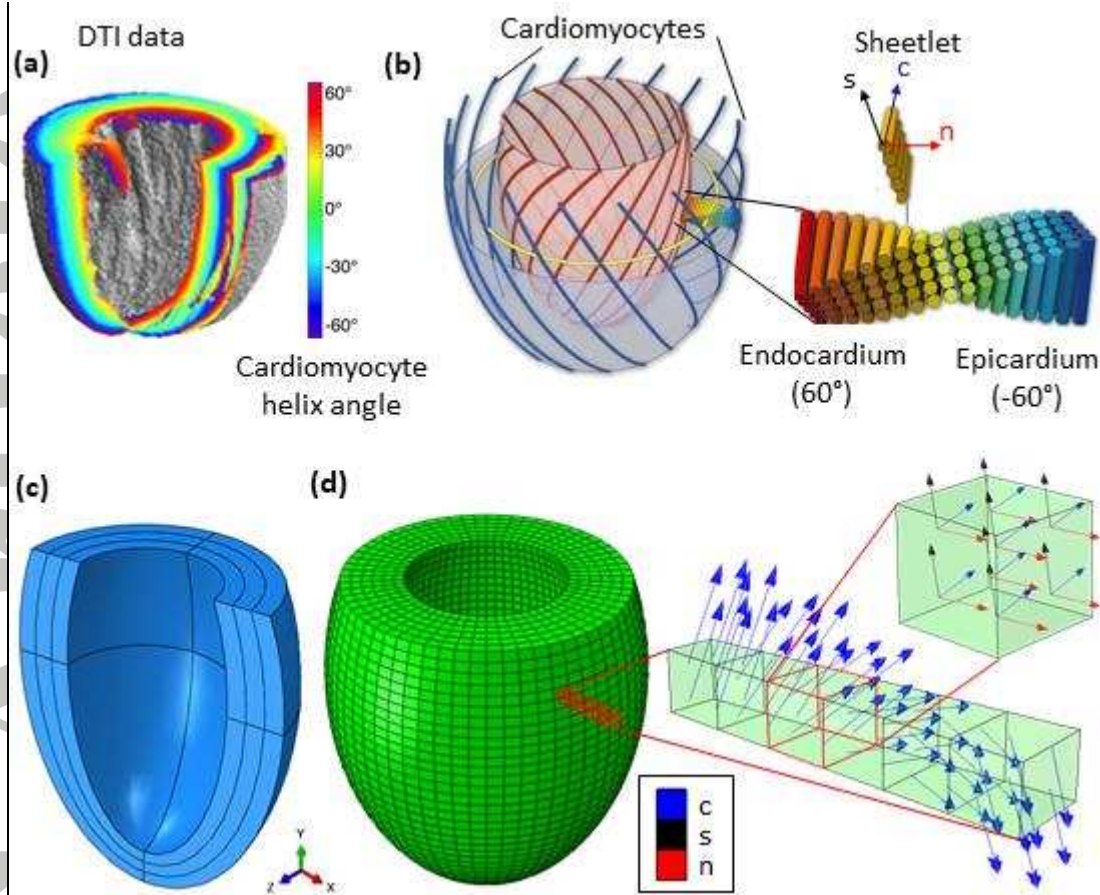 DTI data
(a)
60°
30°
0°
-30°
-60°
Cardiomyocyte
helix angle
(b)
Cardiomyocytes
Sheetlet
s
c
n
Endocardium
(60°)
Epicardium
(-60°)
(c)
Y
Z
X
(d)
c
s
n